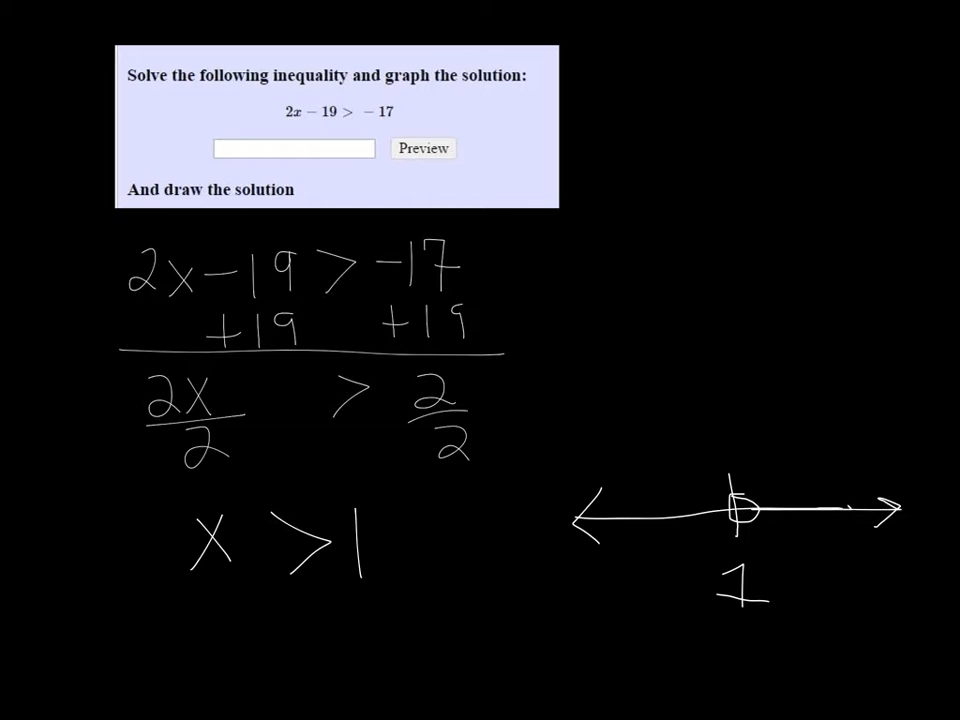 Solve the following inequality and graph the solution:
2x − 19 > − 17
Preview
And draw the solution
2x − 19 > −17
+19 +19
2x > 2
2 2
x > 1
1